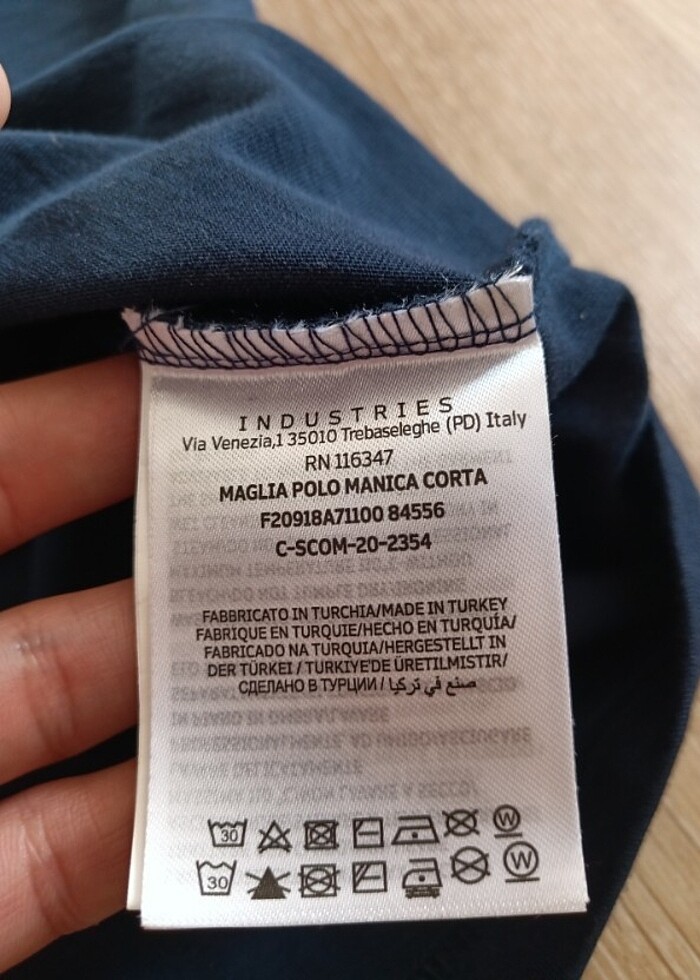 INDUSTRIES
Via Venezia,1 35010 Trebaseleghe (PD) Italy
RN 116347
MAGLIA POLO MANICA CORTA
F20918A71100 84556
C-SCOM-20-2354
FABBRICATO IN TURCHIA/MADE IN TURKEY
FABRIQUE EN TURQUIE/HECHO EN TURQUÍA/
FABRICADO NA TURQUIA/HERGESTELLT IN
DER TÜRKEI / TURKIYE'DE ÜRETILMISTIR/
СДЕЛАНО В ТУРЦИИ / صنع في تركيا
30 W
30 W